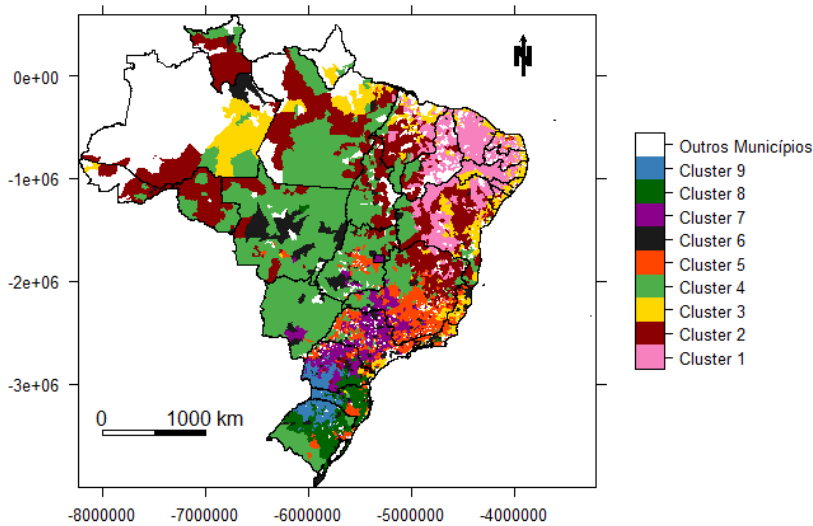 N
0e+00
-1e+06
-2e+06
-3e+06
0 1000 km
-8000000 -7000000 -6000000 -5000000 -4000000
Outros Municípios
Cluster 9
Cluster 8
Cluster 7
Cluster 6
Cluster 5
Cluster 4
Cluster 3
Cluster 2
Cluster 1